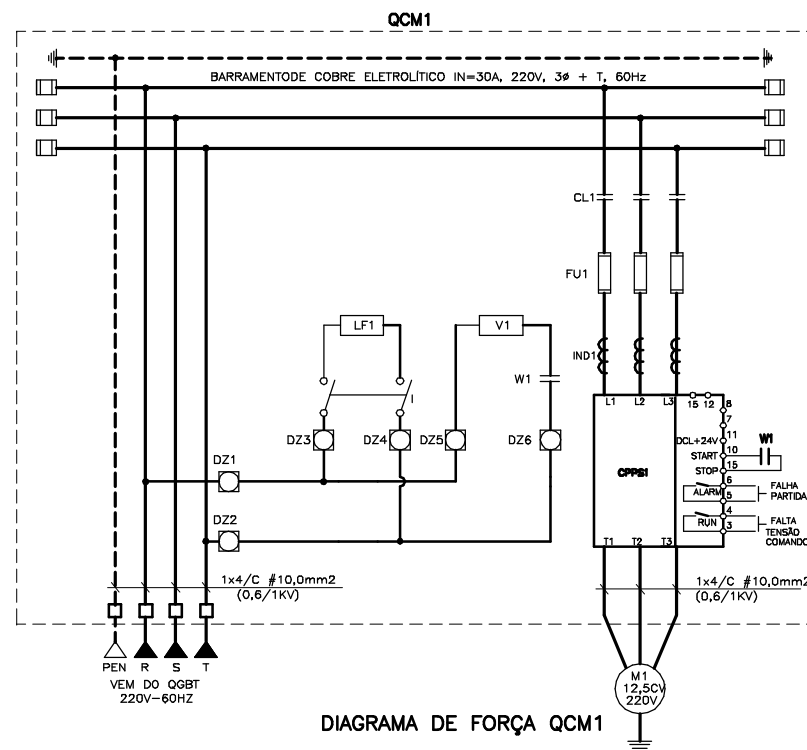 QCM1
BARRAMENTODE COBRE ELETROLÍTICO IN=30A, 220V, 3ø + T, 60Hz
CL1
FU1
LF1
V1
IND1
W1
I
L1 L2 L3 15 12
8
7
DZ3 DZ4 DZ5 DZ6
DCL+24V 11
START 10 W1
DZ1
CPPS1
STOP 15
6 FALHA
ALARM
5 PARTIDA
DZ2
4 FALTA
RUN
3 TENSÃO
COMANDO
T1 T2 T3
1x4/C #10,0mm2
(0,6/1KV)
1x4/C #10,0mm2
(0,6/1KV)
PEN R S T
VEM DO QGBT
220V-60HZ
M1
12,5CV
220V
DIAGRAMA DE FORÇA QCM1